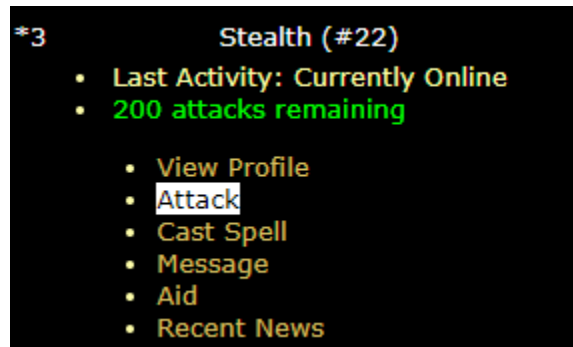 *3 Stealth (#22)
Last Activity: Currently Online
200 attacks remaining
View Profile
Attack
Cast Spell
Message
Aid
Recent News